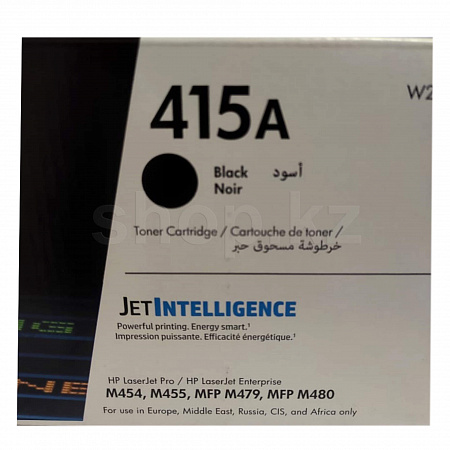 415A
W2
Black أسود
Noir
shop.kz
Toner Cartridge / Cartouche de toner /
خرطوشة مسحوق حبر
JETINTELLIGENCE
Powerful printing. Energy smart.¹
Impression puissante. Efficacité énergétique.¹
HP LaserJet Pro / HP LaserJet Enterprise
M454, M455, MFP M479, MFP M480
For use in Europe, Middle East, Russia, CIS, and Africa only